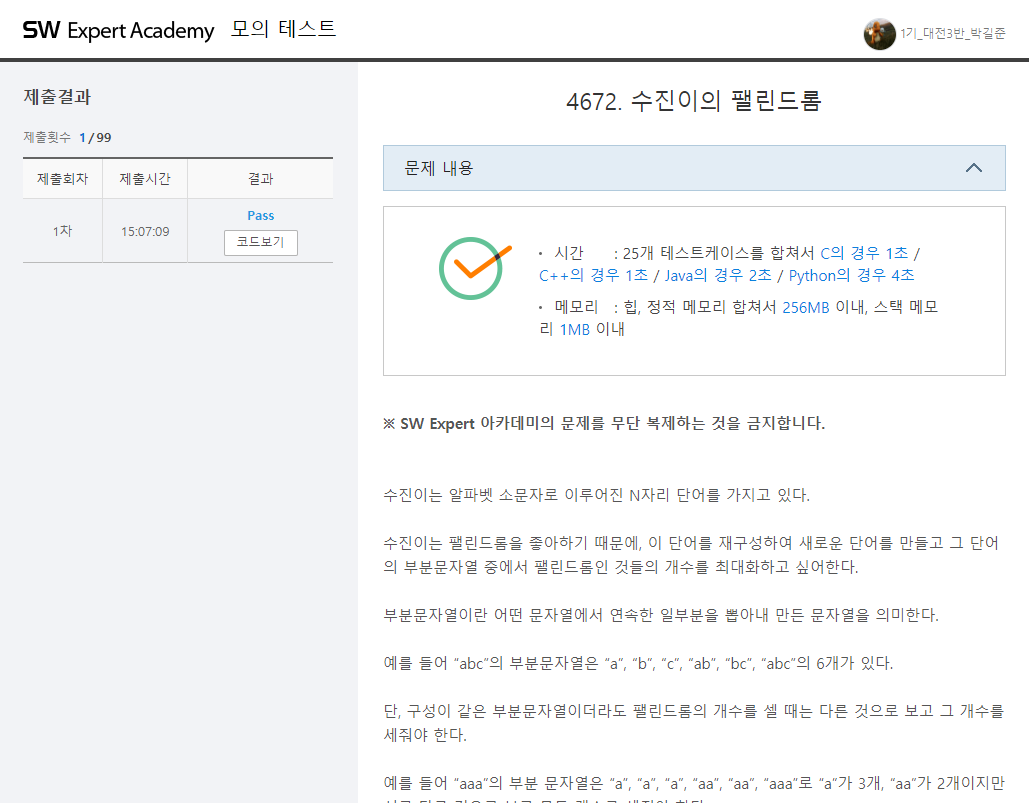 SW Expert Academy 모의 테스트
1기_대전3반_박길준
제출결과
제출횟수 1 / 99
제출회차 제출시간 결과
1차 15:07:09 Pass
코드보기
4672. 수진이의 팰린드롬
문제 내용
• 시간 : 25개 테스트케이스를 합쳐서 C의 경우 1초 /
C++의 경우 1초 / Java의 경우 2초 / Python의 경우 4초
• 메모리 : 힙, 정적 메모리 합쳐서 256MB 이내, 스택 메모
리 1MB 이내
※ SW Expert 아카데미의 문제를 무단 복제하는 것을 금지합니다.
수진이는 알파벳 소문자로 이루어진 N자리 단어를 가지고 있다.
수진이는 팰린드롬을 좋아하기 때문에, 이 단어를 재구성하여 새로운 단어를 만들고 그 단어
의 부분문자열 중에서 팰린드롬인 것들의 개수를 최대화하고 싶어한다.
부분문자열이란 어떤 문자열에서 연속한 일부분을 뽑아내 만든 문자열을 의미한다.
예를 들어 “abc”의 부분문자열은 “a”, “b”, “c”, “ab”, “bc”, “abc”의 6개가 있다.
단, 구성이 같은 부분문자열이더라도 팰린드롬의 개수를 셀 때는 다른 것으로 보고 그 개수를
세줘야 한다.
예를 들어 “aaa”의 부분 문자열은 “a”, “a”, “a”, “aa”, “aa”, “aaa”로 “a”가 3개, “aa”가 2개이지만